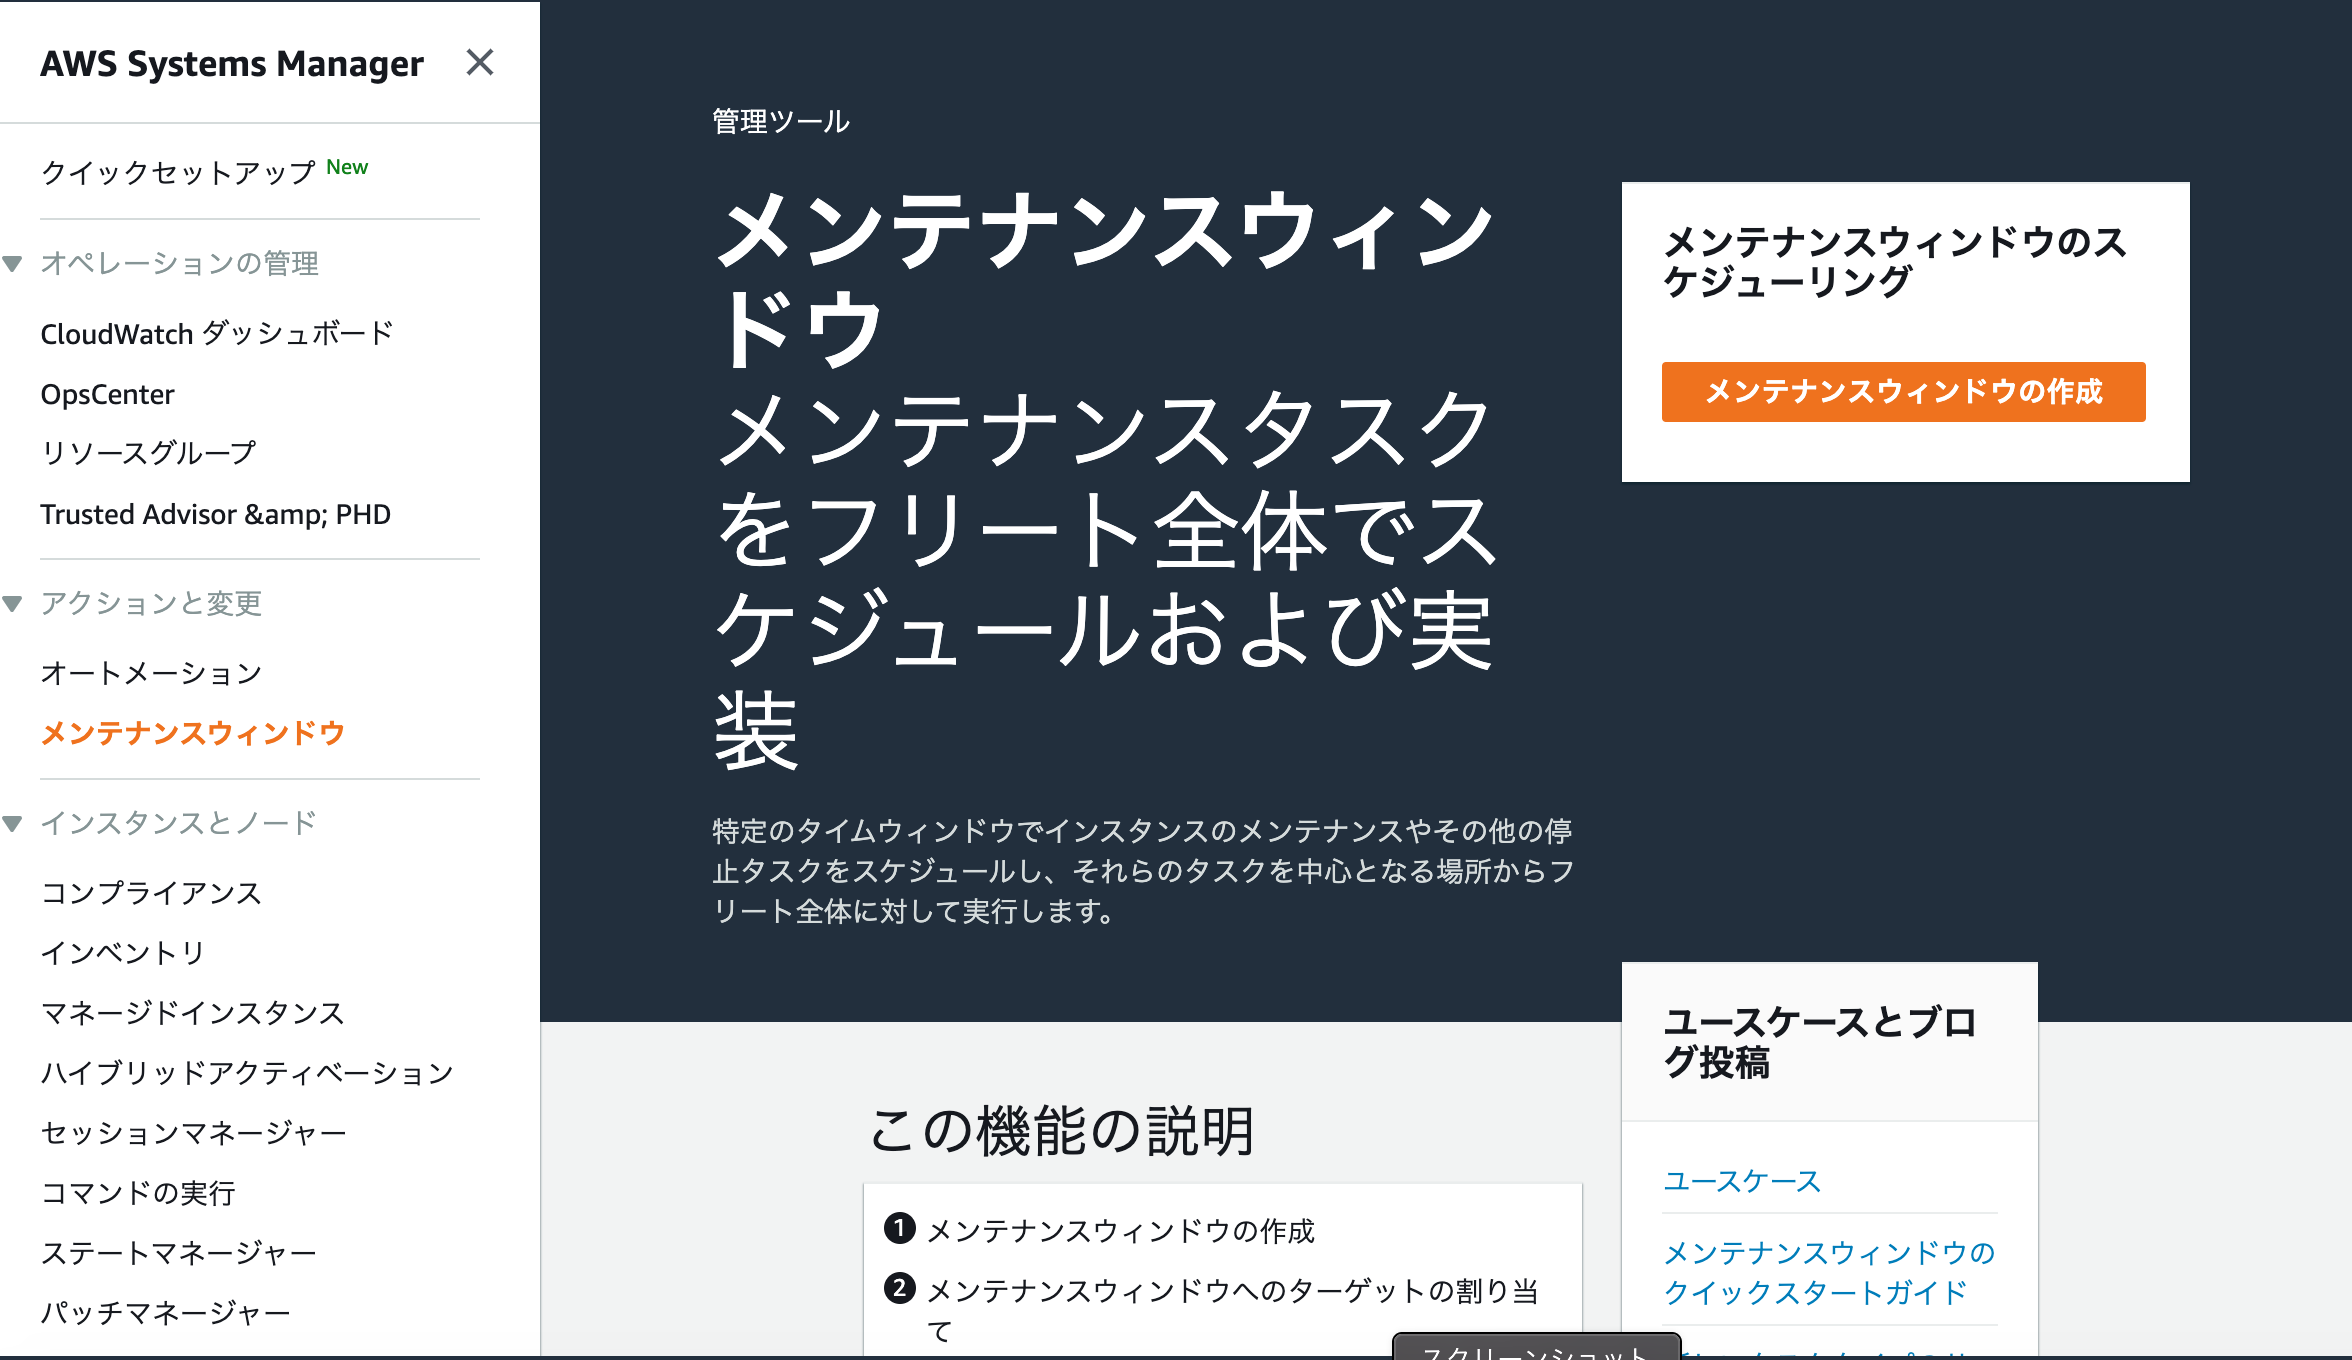 AWS Systems Manager
クイックセットアップ New
オペレーションの管理
CloudWatch ダッシュボード
OpsCenter
リソースグループ
Trusted Advisor &amp; PHD
アクションと変更
オートメーション
メンテナンスウィンドウ
インスタンスとノード
コンプライアンス
インベントリ
マネージドインスタンス
ハイブリッドアクティベーション
セッションマネージャー
コマンドの実行
ステートマネージャー
パッチマネージャー
管理ツール
メンテナンスウィン
ドウ
メンテナンスタスク
をフリート全体でス
ケジュールおよび実
装
特定のタイムウィンドウでインスタンスのメンテナンスやその他の停
止タスクをスケジュールし、それらのタスクを中心となる場所からフ
リート全体に対して実行します。
メンテナンスウィンドウのス
ケジューリング
メンテナンスウィンドウの作成
この機能の説明
1 メンテナンスウィンドウの作成
2 メンテナンスウィンドウへのターゲットの割り当
て
ユースケースとブロ
グ投稿
ユースケース
メンテナンスウィンドウの
クイックスタートガイド
スクリーンショット